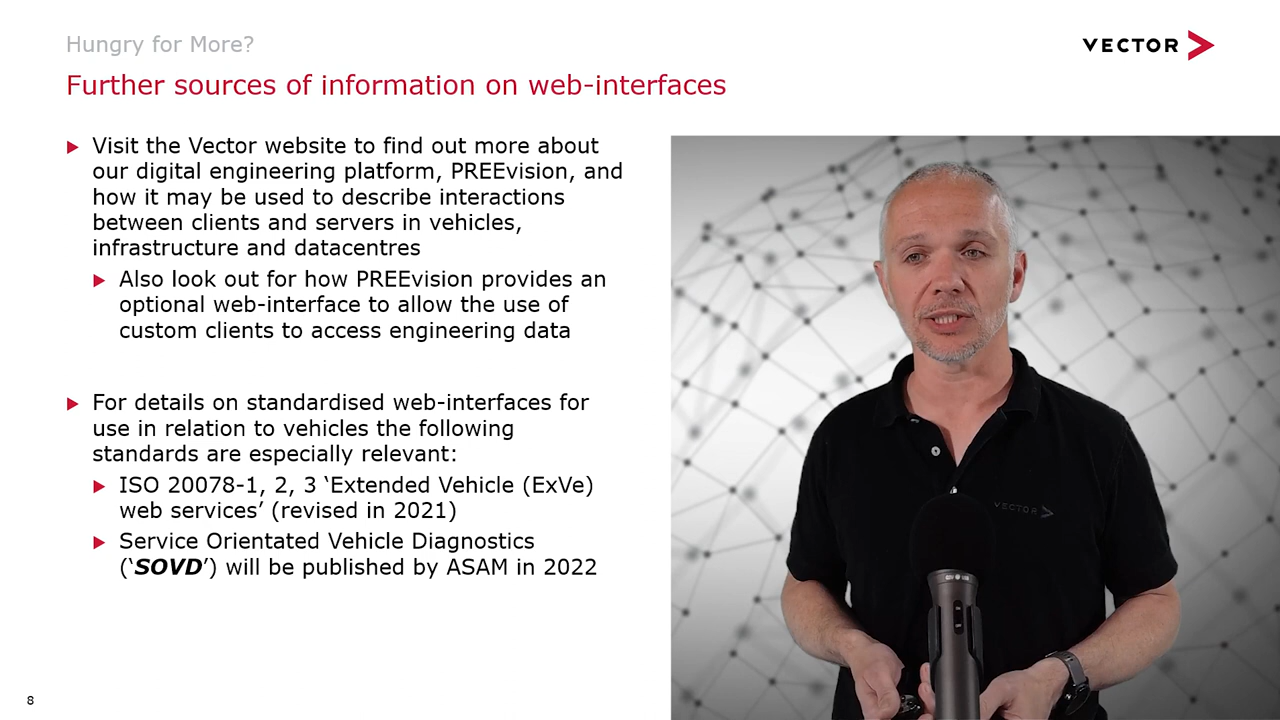 Hungry for More?
VECTOR
Further sources of information on web-interfaces
Visit the Vector website to find out more about
our digital engineering platform, PREEvision, and
how it may be used to describe interactions
between clients and servers in vehicles,
infrastructure and datacentres
Also look out for how PREEvision provides an
optional web-interface to allow the use of
custom clients to access engineering data
For details on standardised web-interfaces for
use in relation to vehicles the following
standards are especially relevant:
ISO 20078-1, 2, 3 ‘Extended Vehicle (ExVe)
web services’ (revised in 2021)
Service Orientated Vehicle Diagnostics
(‘SOVD’) will be published by ASAM in 2022
VECTOR
8